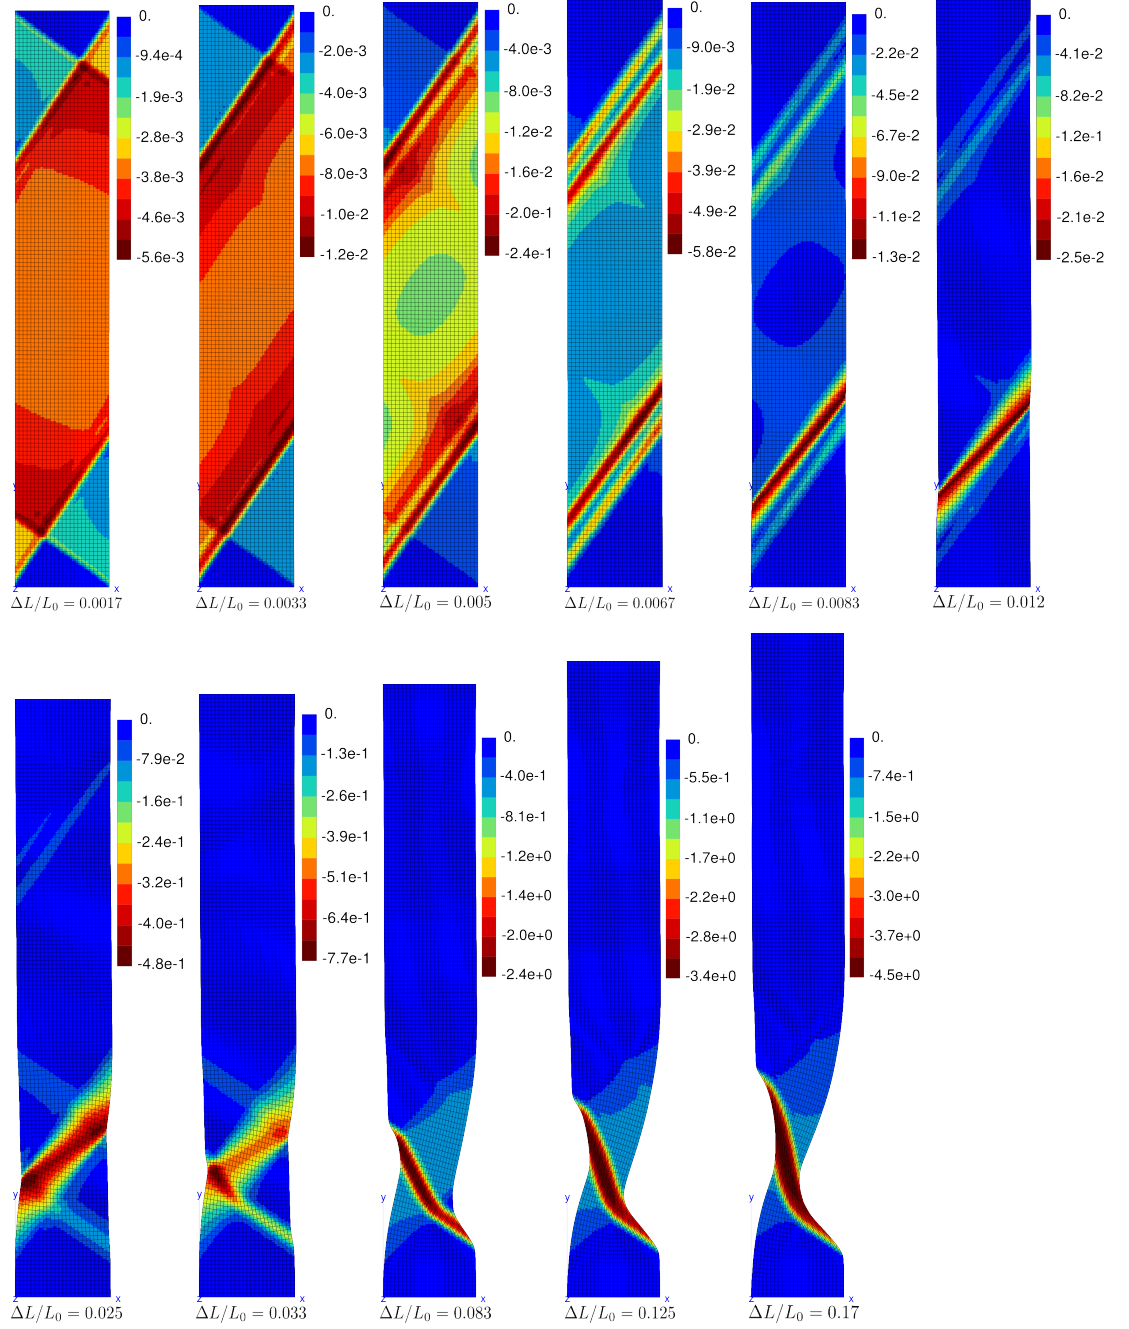 0.
-9.4e-4
-1.9e-3
-2.8e-3
-3.8e-3
-4.6e-3
-5.6e-3
y
z
x
ΔL/L₀ = 0.0017
0.
-2.0e-3
-4.0e-3
-6.0e-3
-8.0e-3
-1.0e-2
-1.2e-2
ΔL/L₀ = 0.0033
0.
-4.0e-3
-8.0e-3
-1.2e-2
-1.6e-2
-2.0e-1
-2.4e-1
y
z
x
ΔL/L₀ = 0.005
0.
-9.0e-3
-1.9e-2
-2.9e-2
-3.9e-2
-4.9e-2
-5.8e-2
y
z
x
ΔL/L₀ = 0.0067
0.
-2.2e-2
-4.5e-2
-6.7e-2
-9.0e-2
-1.1e-2
-1.3e-2
y
z
x
ΔL/L₀ = 0.0083
0.
-4.1e-2
-8.2e-2
-1.2e-1
-1.6e-2
-2.1e-2
-2.5e-2
y
z
x
ΔL/L₀ = 0.012
0.
-7.9e-2
-1.6e-1
-2.4e-1
-3.2e-1
-4.0e-1
-4.8e-1
y
z
x
ΔL/L₀ = 0.025
0.
-1.3e-1
-2.6e-1
-3.9e-1
-5.1e-1
-6.4e-1
-7.7e-1
y
z
x
ΔL/L₀ = 0.033
0.
-4.0e-1
-8.1e-1
-1.2e+0
-1.4e+0
-2.0e+0
-2.4e+0
y
z
x
ΔL/L₀ = 0.083
0.
-5.5e-1
-1.1e+0
-1.7e+0
-2.2e+0
-2.8e+0
-3.4e+0
y
z
x
ΔL/L₀ = 0.125
0.
-7.4e-1
-1.5e+0
-2.2e+0
-3.0e+0
-3.7e+0
-4.5e+0
y
z
x
ΔL/L₀ = 0.17